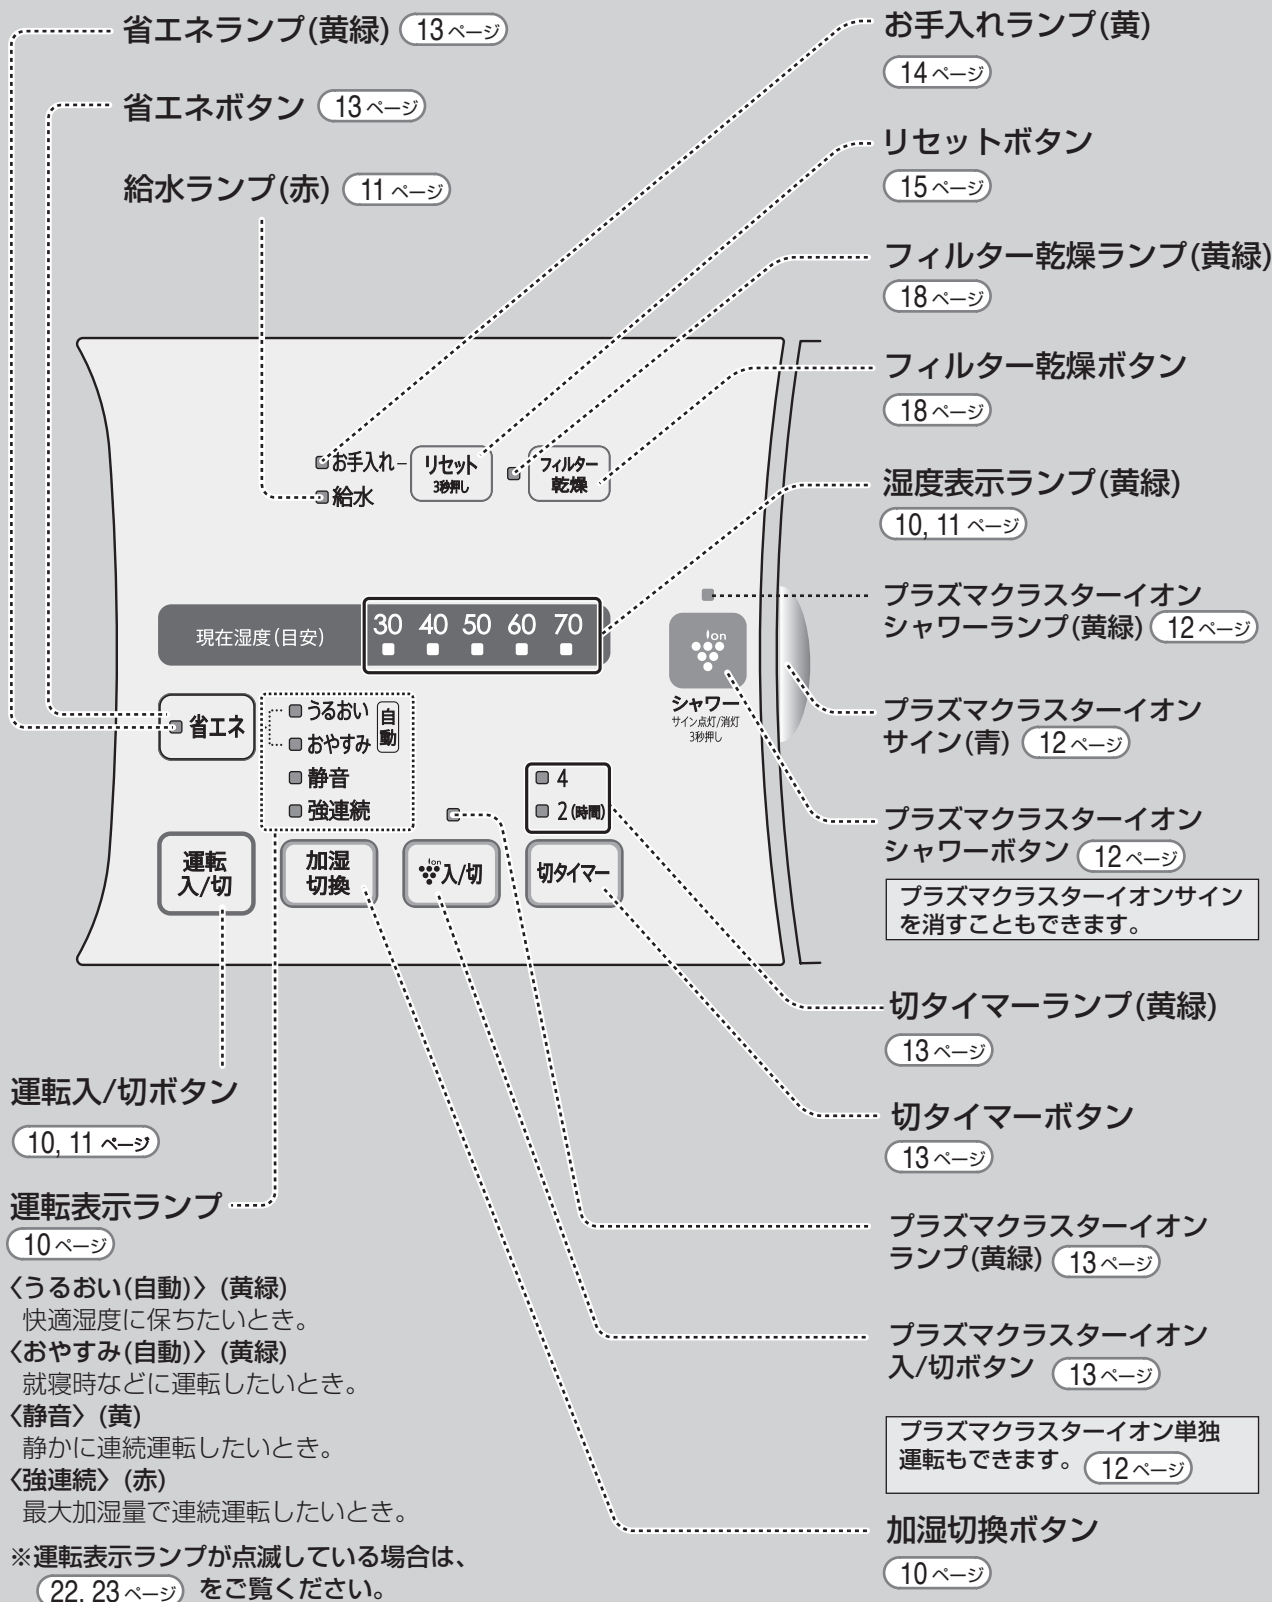 省エネランプ(黄緑) 13ページ
省エネボタン 13ページ
給水ランプ(赤) 11ページ
お手入れランプ(黄)
14ページ
リセットボタン
15ページ
フィルター乾燥ランプ(黄緑)
18ページ
フィルター乾燥ボタン
18ページ
湿度表示ランプ(黄緑)
10, 11ページ
プラズマクラスターイオン
シャワーランプ(黄緑) 12ページ
プラズマクラスターイオン
サイン(青) 12ページ
プラズマクラスターイオン
シャワーボタン 12ページ
プラズマクラスターイオンサイン
を消すこともできます。
切タイマーランプ(黄緑)
13ページ
切タイマーボタン
13ページ
プラズマクラスターイオン
ランプ(黄緑) 13ページ
プラズマクラスターイオン
入/切ボタン 13ページ
プラズマクラスターイオン単独
運転もできます。 12ページ
加湿切換ボタン
10ページ
お手入れ
給水
リセット
3秒押し
フィルター
乾燥
現在湿度(目安)
30 40 50 60 70
ion
シャワー
サイン点灯/消灯
3秒押し
省エネ
うるおい
おやすみ
自動
静音
強連続
4
2(時間)
運転
入/切
加湿
切換
ion
入/切
切タイマー
運転入/切ボタン
10, 11ページ
運転表示ランプ
10ページ
〈うるおい(自動)〉(黄緑)
快適湿度に保ちたいとき。
〈おやすみ(自動)〉(黄緑)
就寝時などに運転したいとき。
〈静音〉(黄)
静かに連続運転したいとき。
〈強連続〉(赤)
最大加湿量で連続運転したいとき。
※運転表示ランプが点滅している場合は、
22, 23ページ をご覧ください。